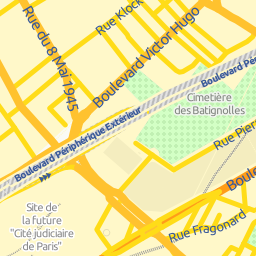 Rue Klock
Boulevard Victor Hugo
Rue du 8 Mai 1945
Boulevard Pé
Cimetière
des Batignolles
Boulevard Périphérique Extérieur
Rue Pier
Site de
la future
"Cité judiciaire
de Paris"
Boule
Rue Fragonard